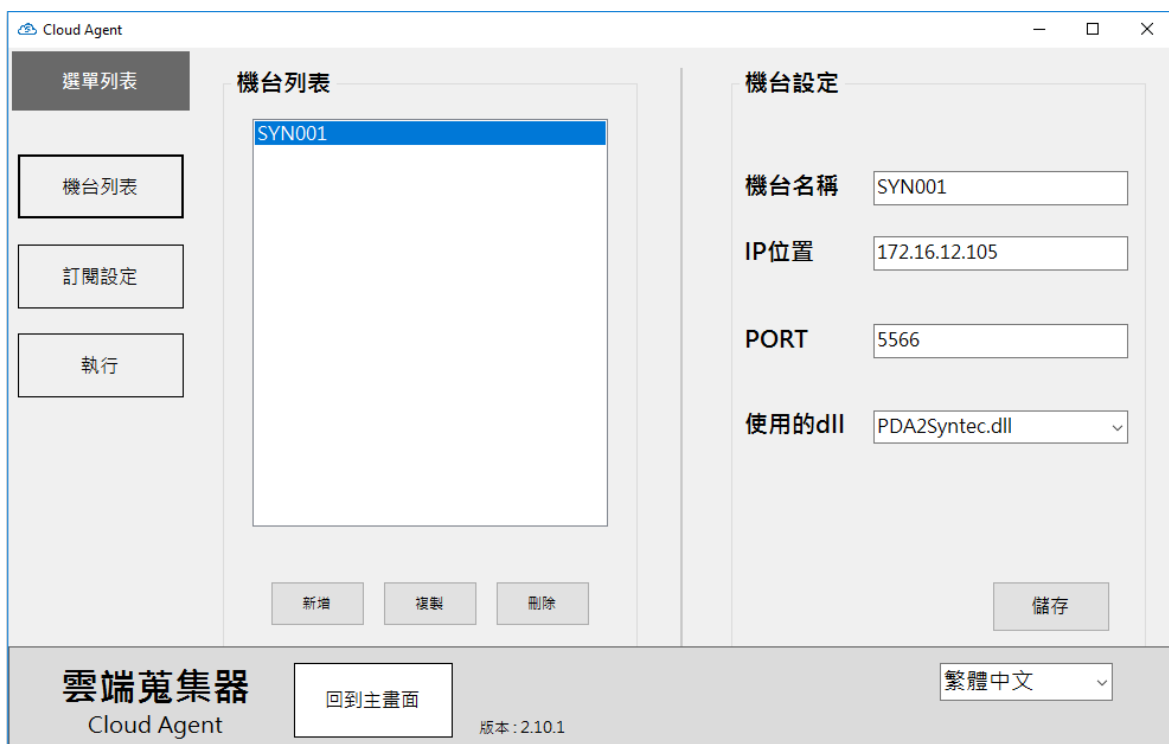 Cloud Agent
選單列表
機台列表
訂閱設定
執行
機台列表
SYN001
新增
複製
刪除
機台設定
機台名稱 SYN001
IP位置 172.16.12.105
PORT 5566
使用的dll PDA2Syntec.dll
儲存
雲端蒐集器
Cloud Agent
回到主畫面
版本 : 2.10.1
繁體中文